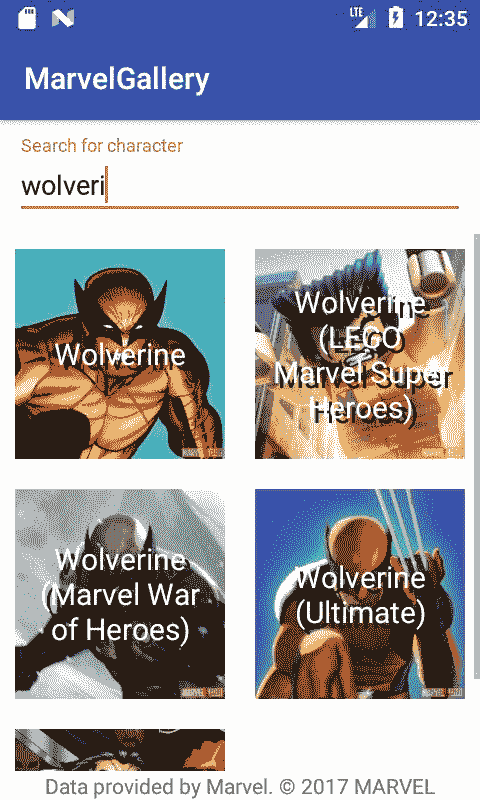 LTE 12:35
MarvelGallery
Search for character
wolveri
Wolverine
Wolverine
(LEGO
Marvel Super
Heroes)
Wolverine
(Marvel War
of Heroes)
Wolverine
(Ultimate)
Data provided by Marvel. © 2017 MARVEL